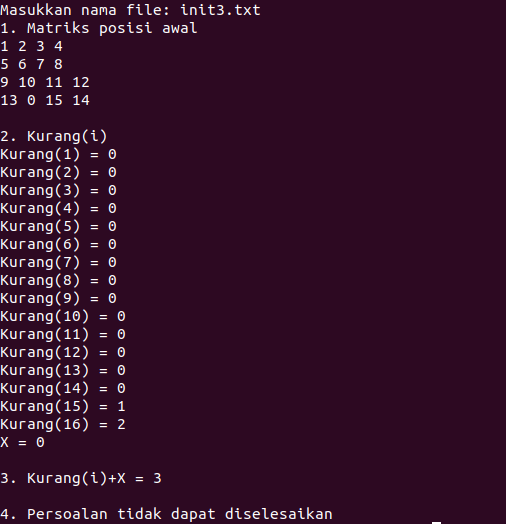 Masukkan nama file: init3.txt
1. Matriks posisi awal
1 2 3 4
5 6 7 8
9 10 11 12
13 0 15 14
2. Kurang(i)
Kurang(1) = 0
Kurang(2) = 0
Kurang(3) = 0
Kurang(4) = 0
Kurang(5) = 0
Kurang(6) = 0
Kurang(7) = 0
Kurang(8) = 0
Kurang(9) = 0
Kurang(10) = 0
Kurang(11) = 0
Kurang(12) = 0
Kurang(13) = 0
Kurang(14) = 0
Kurang(15) = 1
Kurang(16) = 2
X = 0
3. Kurang(i)+X = 3
4. Persoalan tidak dapat diselesaikan